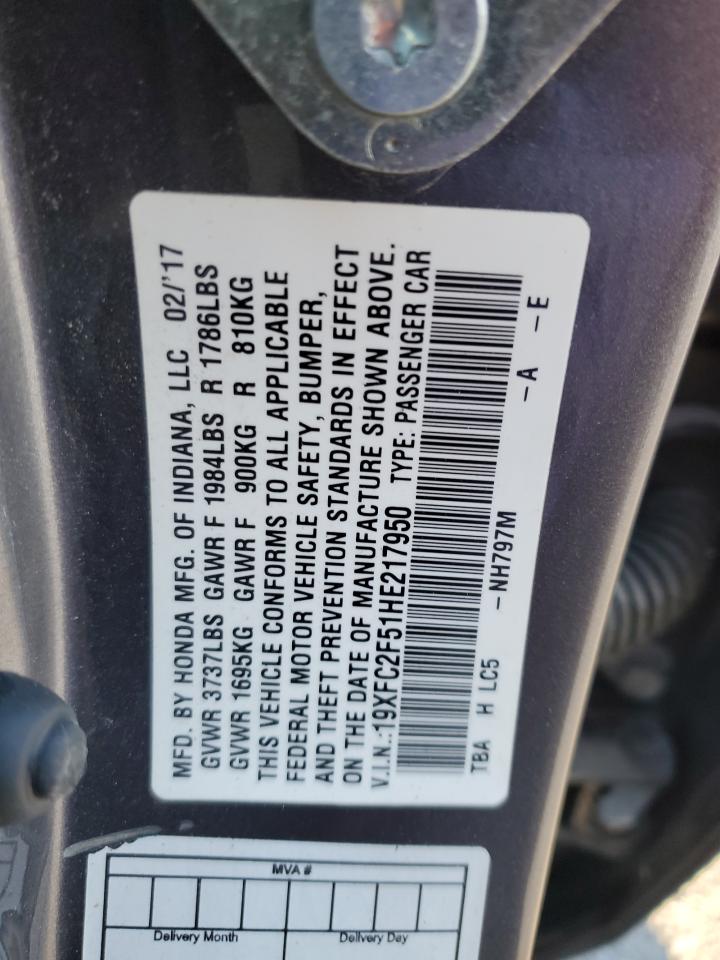 MFD. BY HONDA MFG. OF INDIANA, LLC 02/'17
GVWR 3737LBS GAWR F 1984LBS R 1786LBS
GVWR 1695KG GAWR F 900KG R 810KG
THIS VEHICLE CONFORMS TO ALL APPLICABLE
FEDERAL MOTOR VEHICLE SAFETY, BUMPER,
AND THEFT PREVENTION STANDARDS IN EFFECT
ON THE DATE OF MANUFACTURE SHOWN ABOVE.
V.I.N.:19XFC2F51HE217950 TYPE: PASSENGER CAR
TBA H LC5 -NH797M -A -E
MVA #
Delivery Month Delivery Day